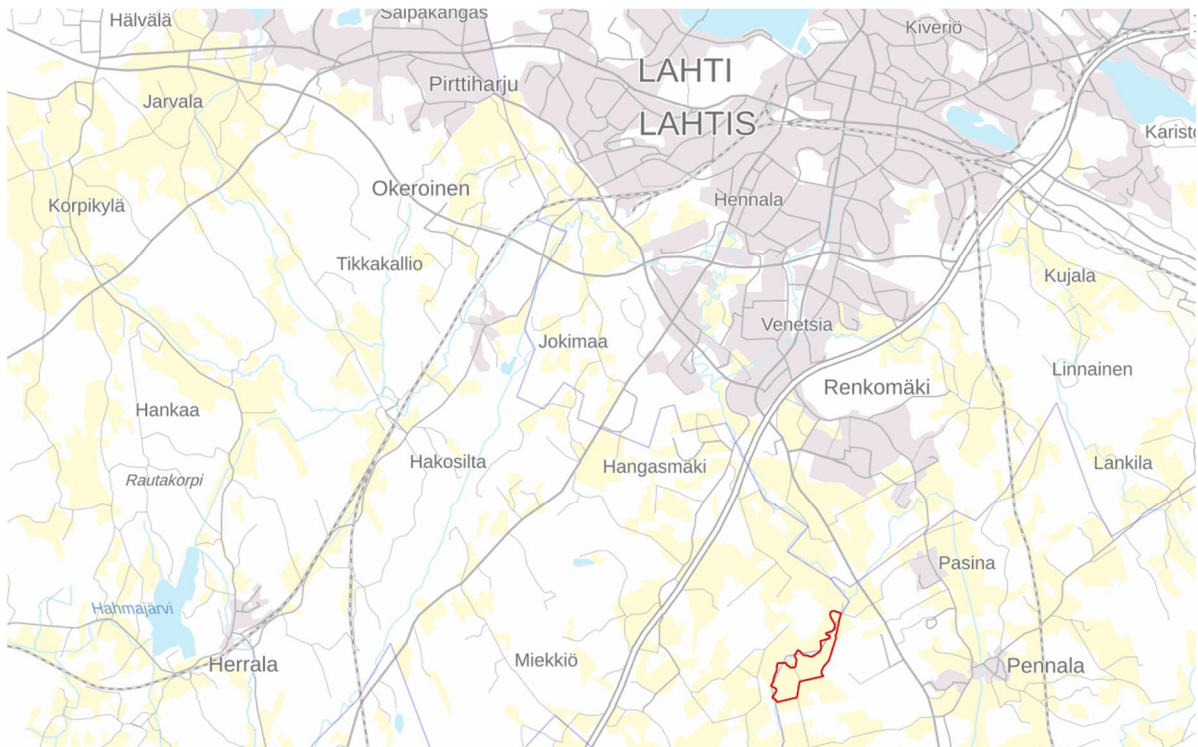 Hälvälä
Salpakangas
Kiveriö
LAHTI
Pirttiharju
Jarvala
LAHTIS
Okeroinen
Hennala
Korpikylä
Tikkakallio
Kujala
Venetsia
Jokimaa
Linnainen
Renkomäki
Hankaa
Hakosilta
Hangasmäki
Lankila
Rautakorpi
Pasina
Hahmajärvi
Herrala
Miekkiö
Pennala